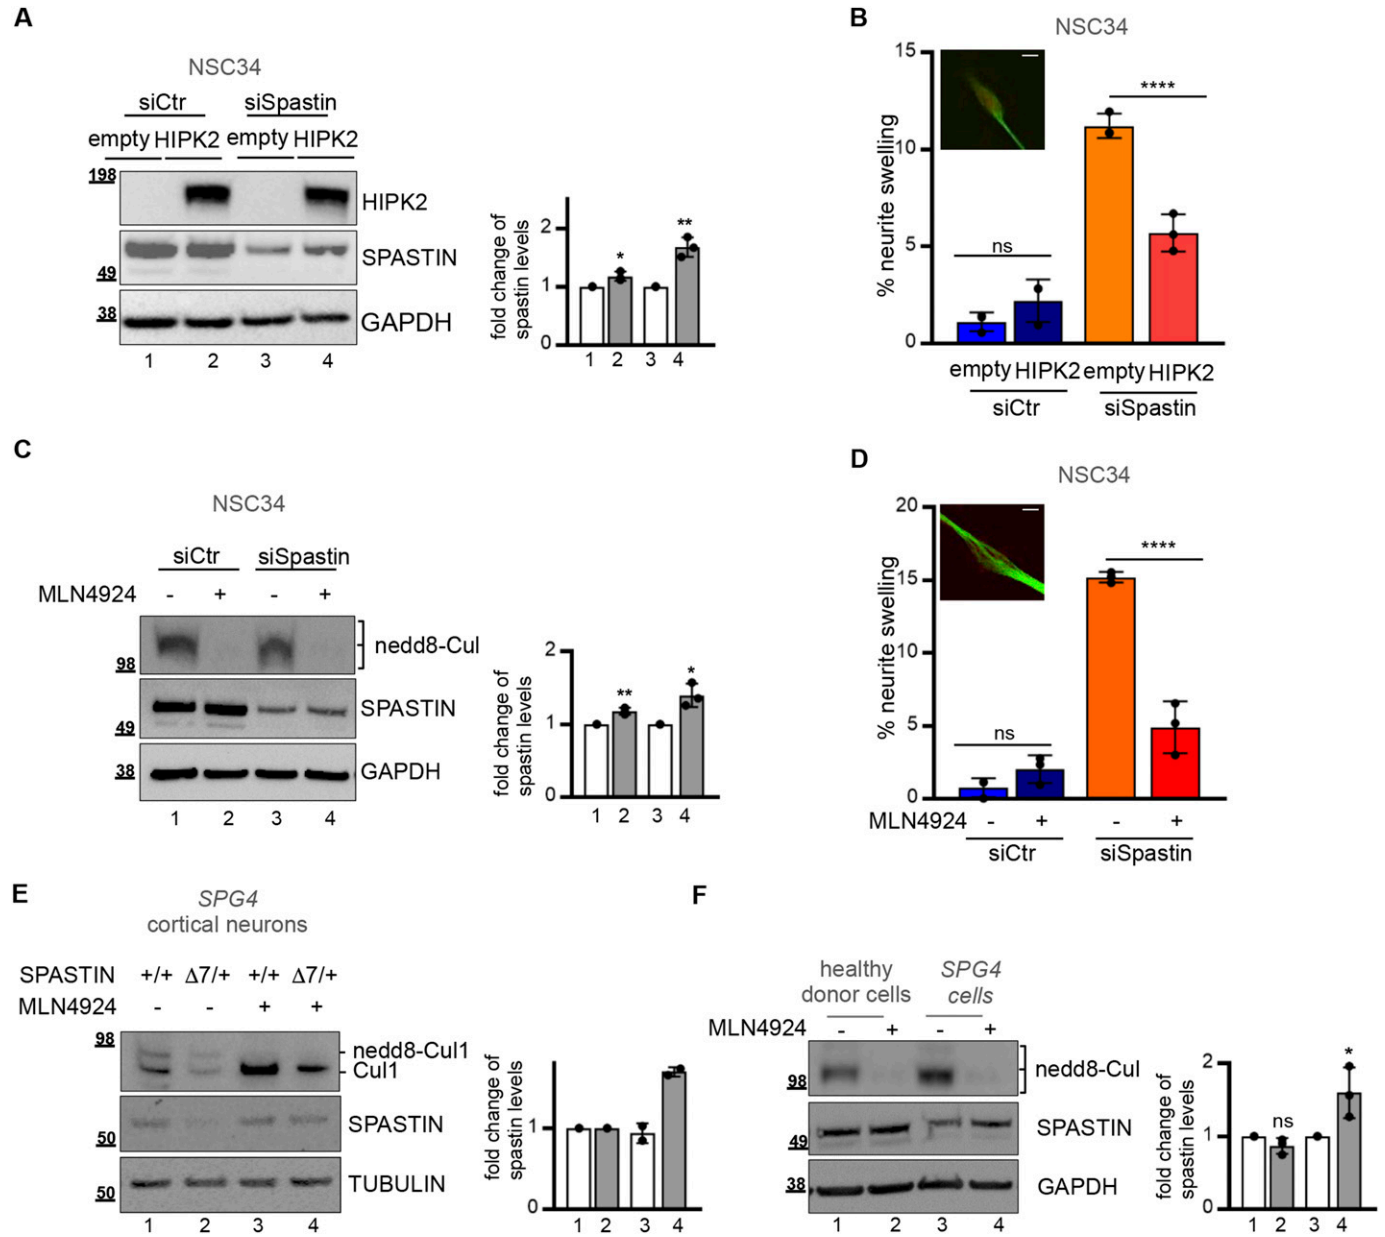 A
NSC34
siCtr siSpastin
empty HIPK2 empty HIPK2
198
HIPK2
SPASTIN
49
38
GAPDH
1 2 3 4
fold change of
spastin levels
2
1
0
* **
1 2 3 4
B
NSC34
% neurite swelling
15
10
5
0
ns
****
empty HIPK2 empty HIPK2
siCtr siSpastin
C
NSC34
siCtr siSpastin
MLN4924 - + - +
nedd8-Cul
98
SPASTIN
49
38
GAPDH
1 2 3 4
fold change of
spastin levels
2
1
0
** *
1 2 3 4
D
NSC34
% neurite swelling
20
15
10
5
0
ns
****
MLN4924 - + - +
siCtr siSpastin
E
SPG4
cortical neurons
SPASTIN +/+ Δ7/+ +/+ Δ7/+
MLN4924 - - + +
98
nedd8-Cul1
Cul1
SPASTIN
50
TUBULIN
50
1 2 3 4
fold change of
spastin levels
1
0
1 2 3 4
F
healthy
donor cells
SPG4
cells
MLN4924 - + - +
nedd8-Cul
98
SPASTIN
49
38
GAPDH
1 2 3 4
fold change of
spastin levels
2
1
0
ns *
1 2 3 4